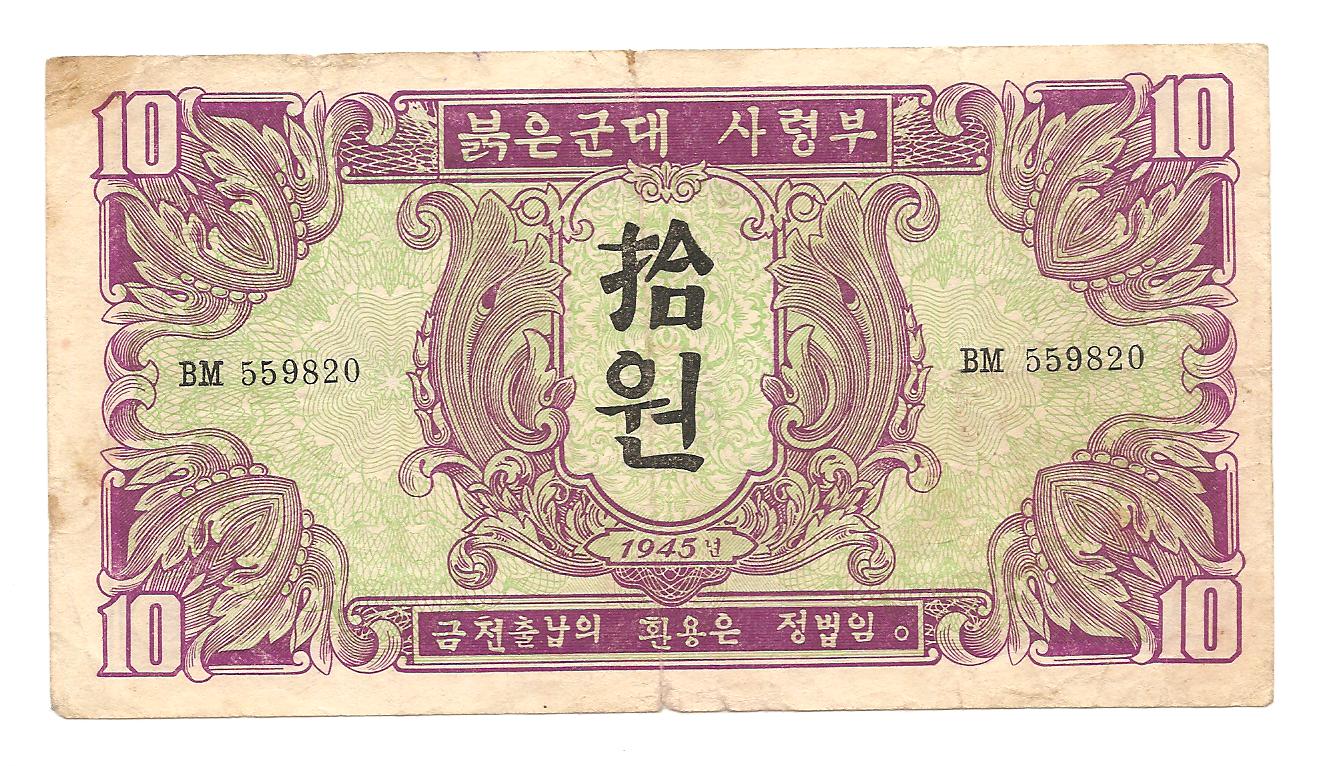 10 붉은군대 사령부 10
拾
원
BM 559820 BM 559820
1945년
10 금전출납의 환용은 정법임。 10